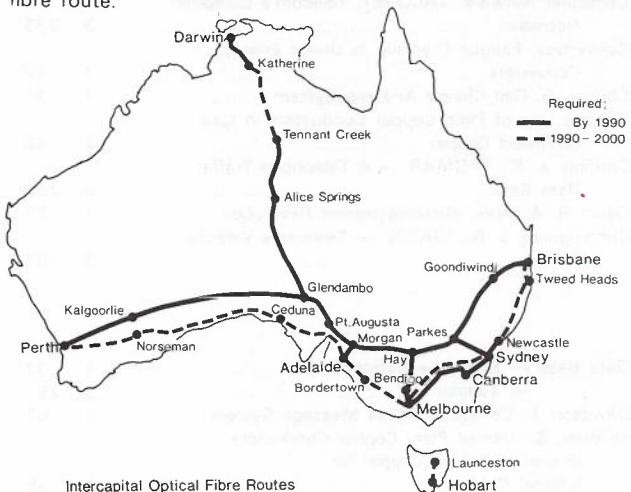 fibre route.
Darwin
Katherine
Required:
By 1990
1990-2000
Tennant Creek
Alice Springs
Brisbane
Goondiwindi
Tweed Heads
Glendambo
Kalgoorlie
Ceduna
Pt.Augusta
Parkes
Newcastle
Perth
Norseman
Morgan
Hay
Sydney
Adelaide
Bendigo
Canberra
Bordertown
Melbourne
Launceston
Intercapital Optical Fibre Routes
Hobart